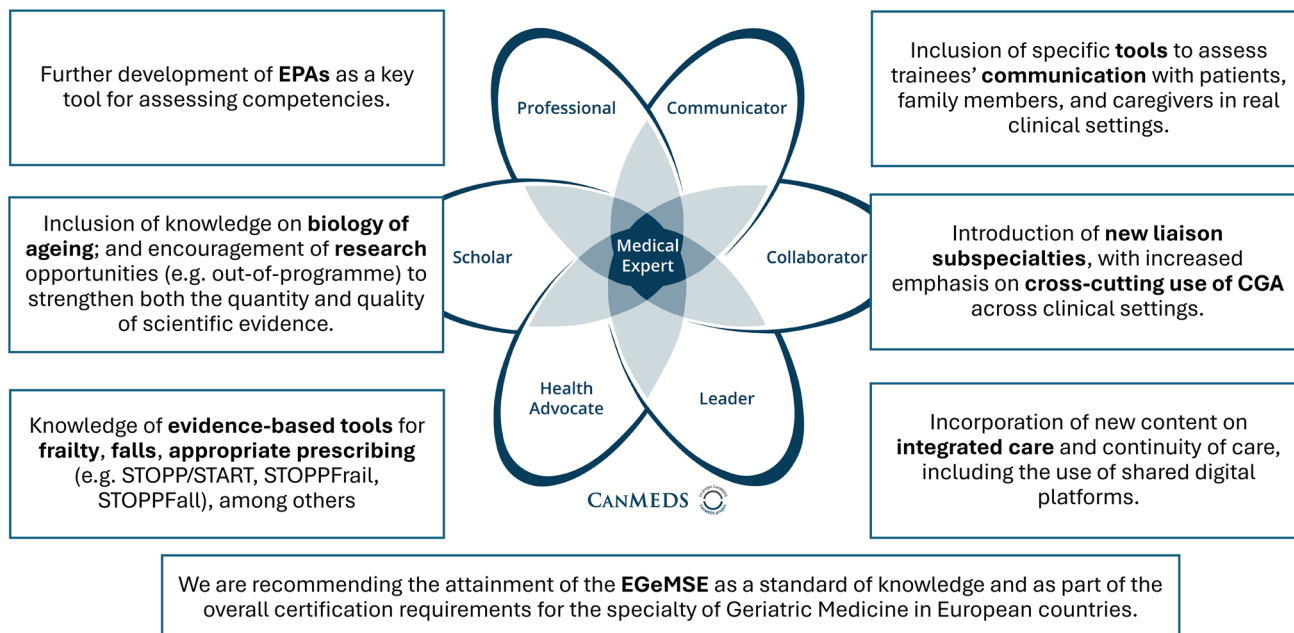 Further development of EPAs as a key
tool for assessing competencies.
Inclusion of knowledge on biology of
ageing; and encouragement of research
opportunities (e.g. out-of-programme) to
strengthen both the quantity and quality
of scientific evidence.
Knowledge of evidence-based tools for
frailty, falls, appropriate prescribing
(e.g. STOPP/START, STOPPFrail,
STOPPFall), among others
Professional
Communicator
Scholar
Medical
Expert
Collaborator
Health
Advocate
Leader
CANMEDS
Inclusion of specific tools to assess
trainees’ communication with patients,
family members, and caregivers in real
clinical settings.
Introduction of new liaison
subspecialties, with increased
emphasis on cross-cutting use of CGA
across clinical settings.
Incorporation of new content on
integrated care and continuity of care,
including the use of shared digital
platforms.
We are recommending the attainment of the EGeMSE as a standard of knowledge and as part of the
overall certification requirements for the specialty of Geriatric Medicine in European countries.